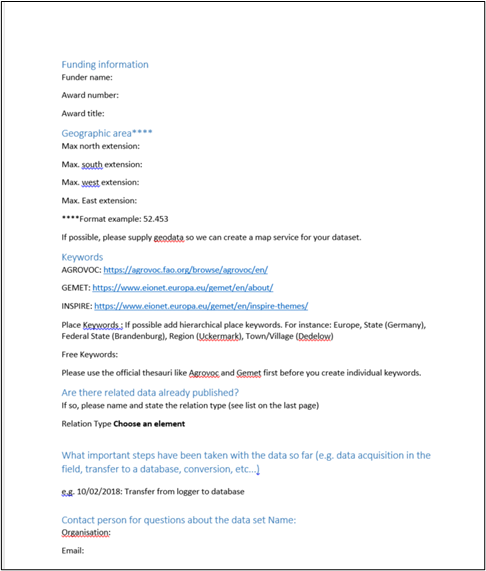 Funding information
Funder name:
Award number:
Award title:
Geographic area****
Max north extension:
Max. south extension:
Max. west extension:
Max. East extension:
****Format example: 52.453
If possible, please supply geodata so we can create a map service for your dataset.
Keywords
AGROVOC: https://agrovoc.fao.org/browse/agrovoc/en/
GEMET: https://www.eionet.europa.eu/gemet/en/about/
INSPIRE: https://www.eionet.europa.eu/gemet/en/inspire-themes/
Place Keywords : If possible add hierarchical place keywords. For instance: Europe, State (Germany),
Federal State (Brandenburg), Region (Uckermark), Town/Village (Dedelow)
Free Keywords:
Please use the official thesauri like Agrovoc and Gemet first before you create individual keywords.
Are there related data already published?
If so, please name and state the relation type (see list on the last page)
Relation Type Choose an element
What important steps have been taken with the data so far (e.g. data acquisition in the
field, transfer to a database, conversion, etc...)
e.g. 10/02/2018: Transfer from logger to database
Contact person for questions about the data set Name:
Organisation:
Email: